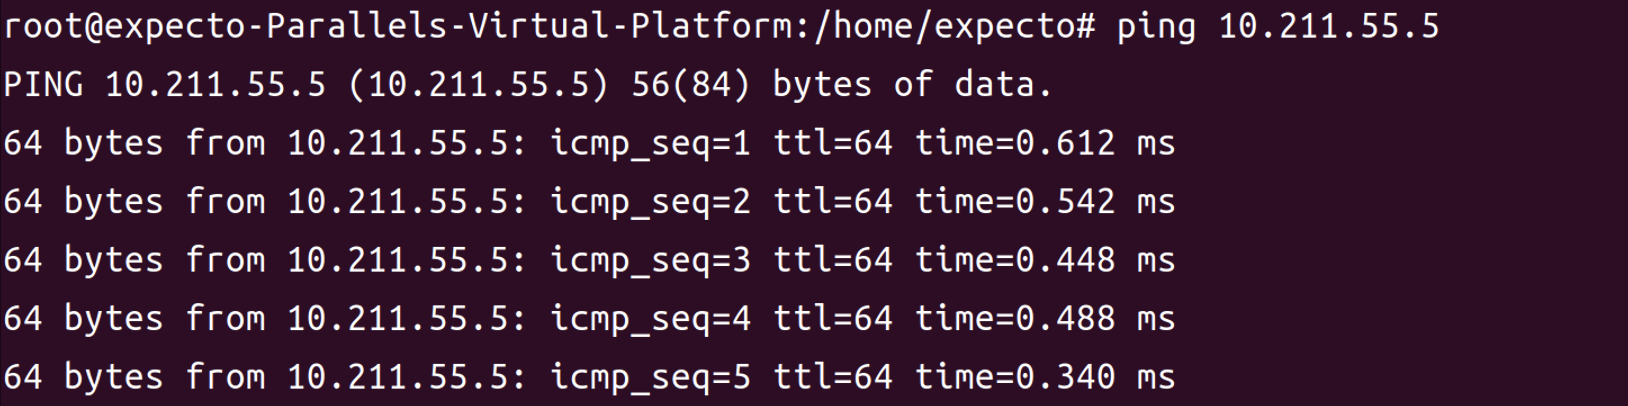 root@expecto-Parallels-Virtual-Platform:/home/expecto# ping 10.211.55.5
PING 10.211.55.5 (10.211.55.5) 56(84) bytes of data.
64 bytes from 10.211.55.5: icmp_seq=1 ttl=64 time=0.612 ms
64 bytes from 10.211.55.5: icmp_seq=2 ttl=64 time=0.542 ms
64 bytes from 10.211.55.5: icmp_seq=3 ttl=64 time=0.448 ms
64 bytes from 10.211.55.5: icmp_seq=4 ttl=64 time=0.488 ms
64 bytes from 10.211.55.5: icmp_seq=5 ttl=64 time=0.340 ms